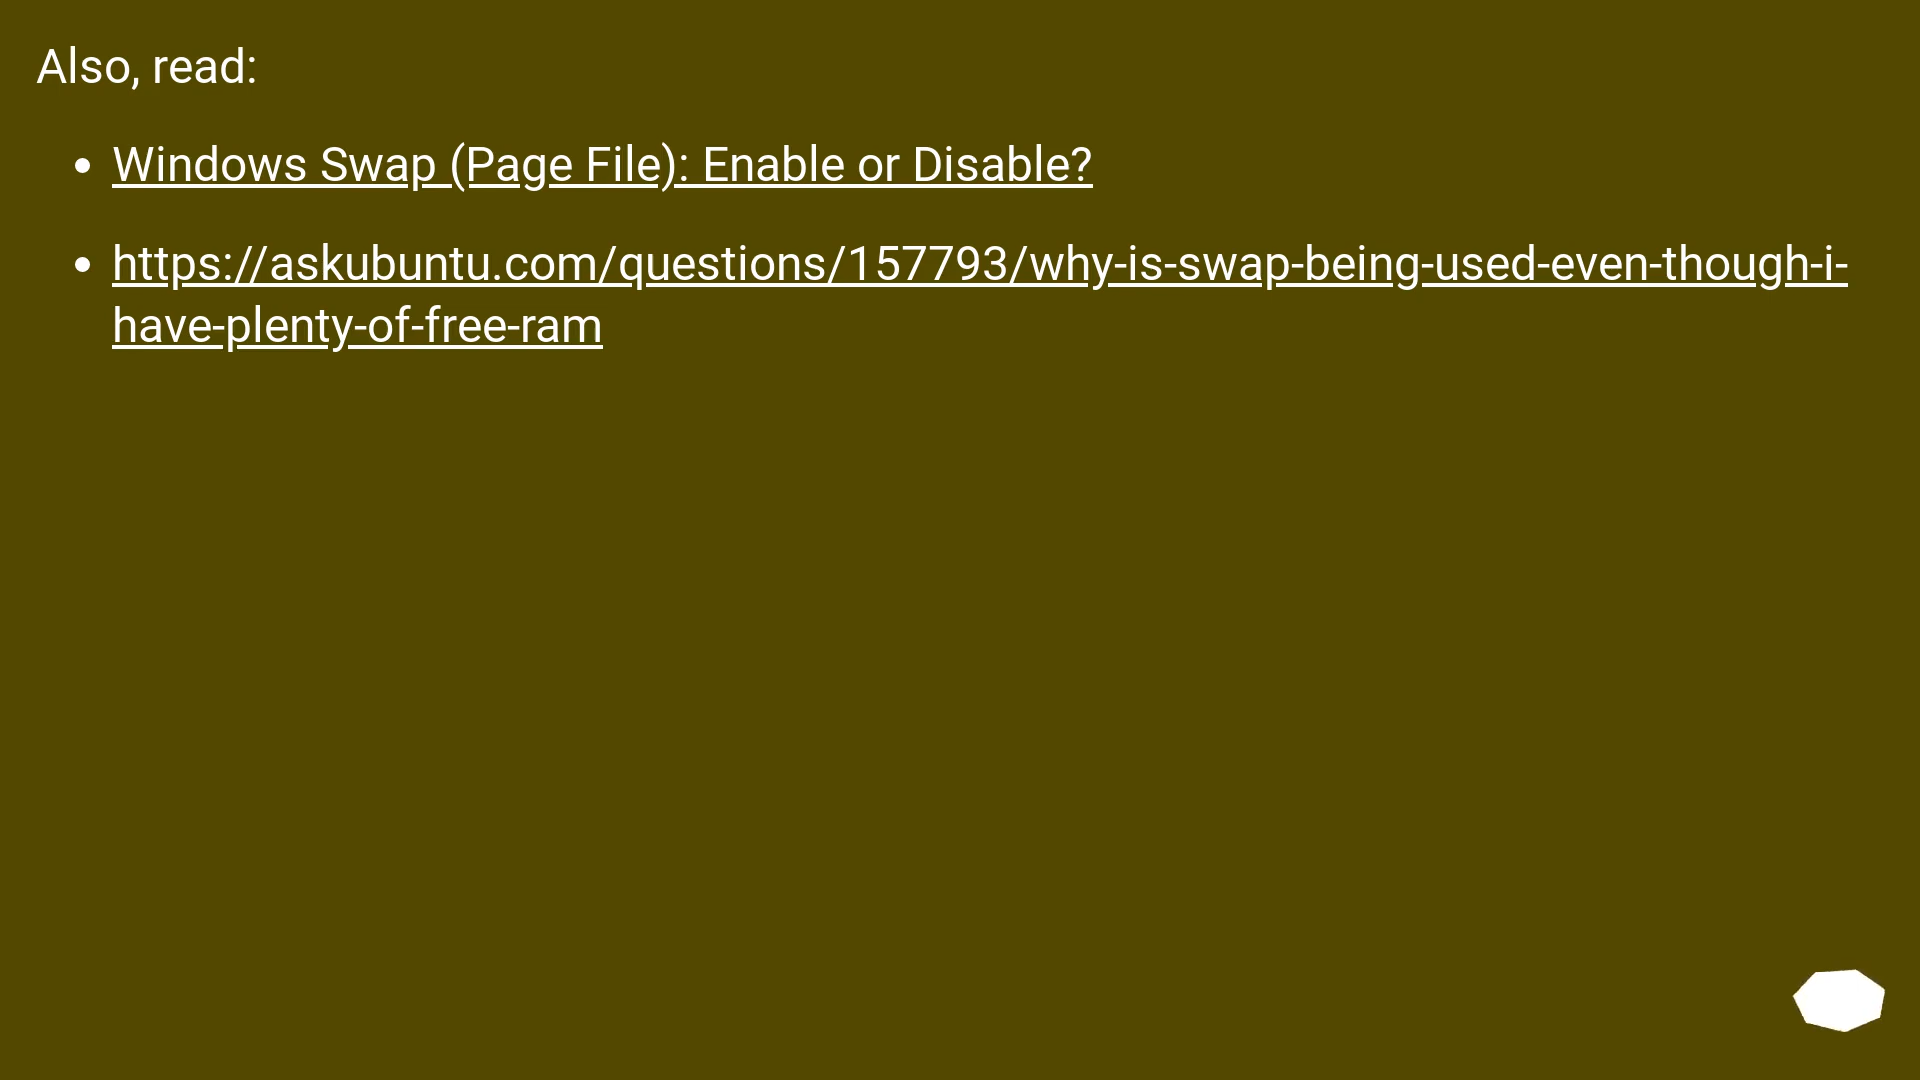 Also, read:
Windows Swap (Page File): Enable or Disable?
https://askubuntu.com/questions/157793/why-is-swap-being-used-even-though-i-
have-plenty-of-free-ram